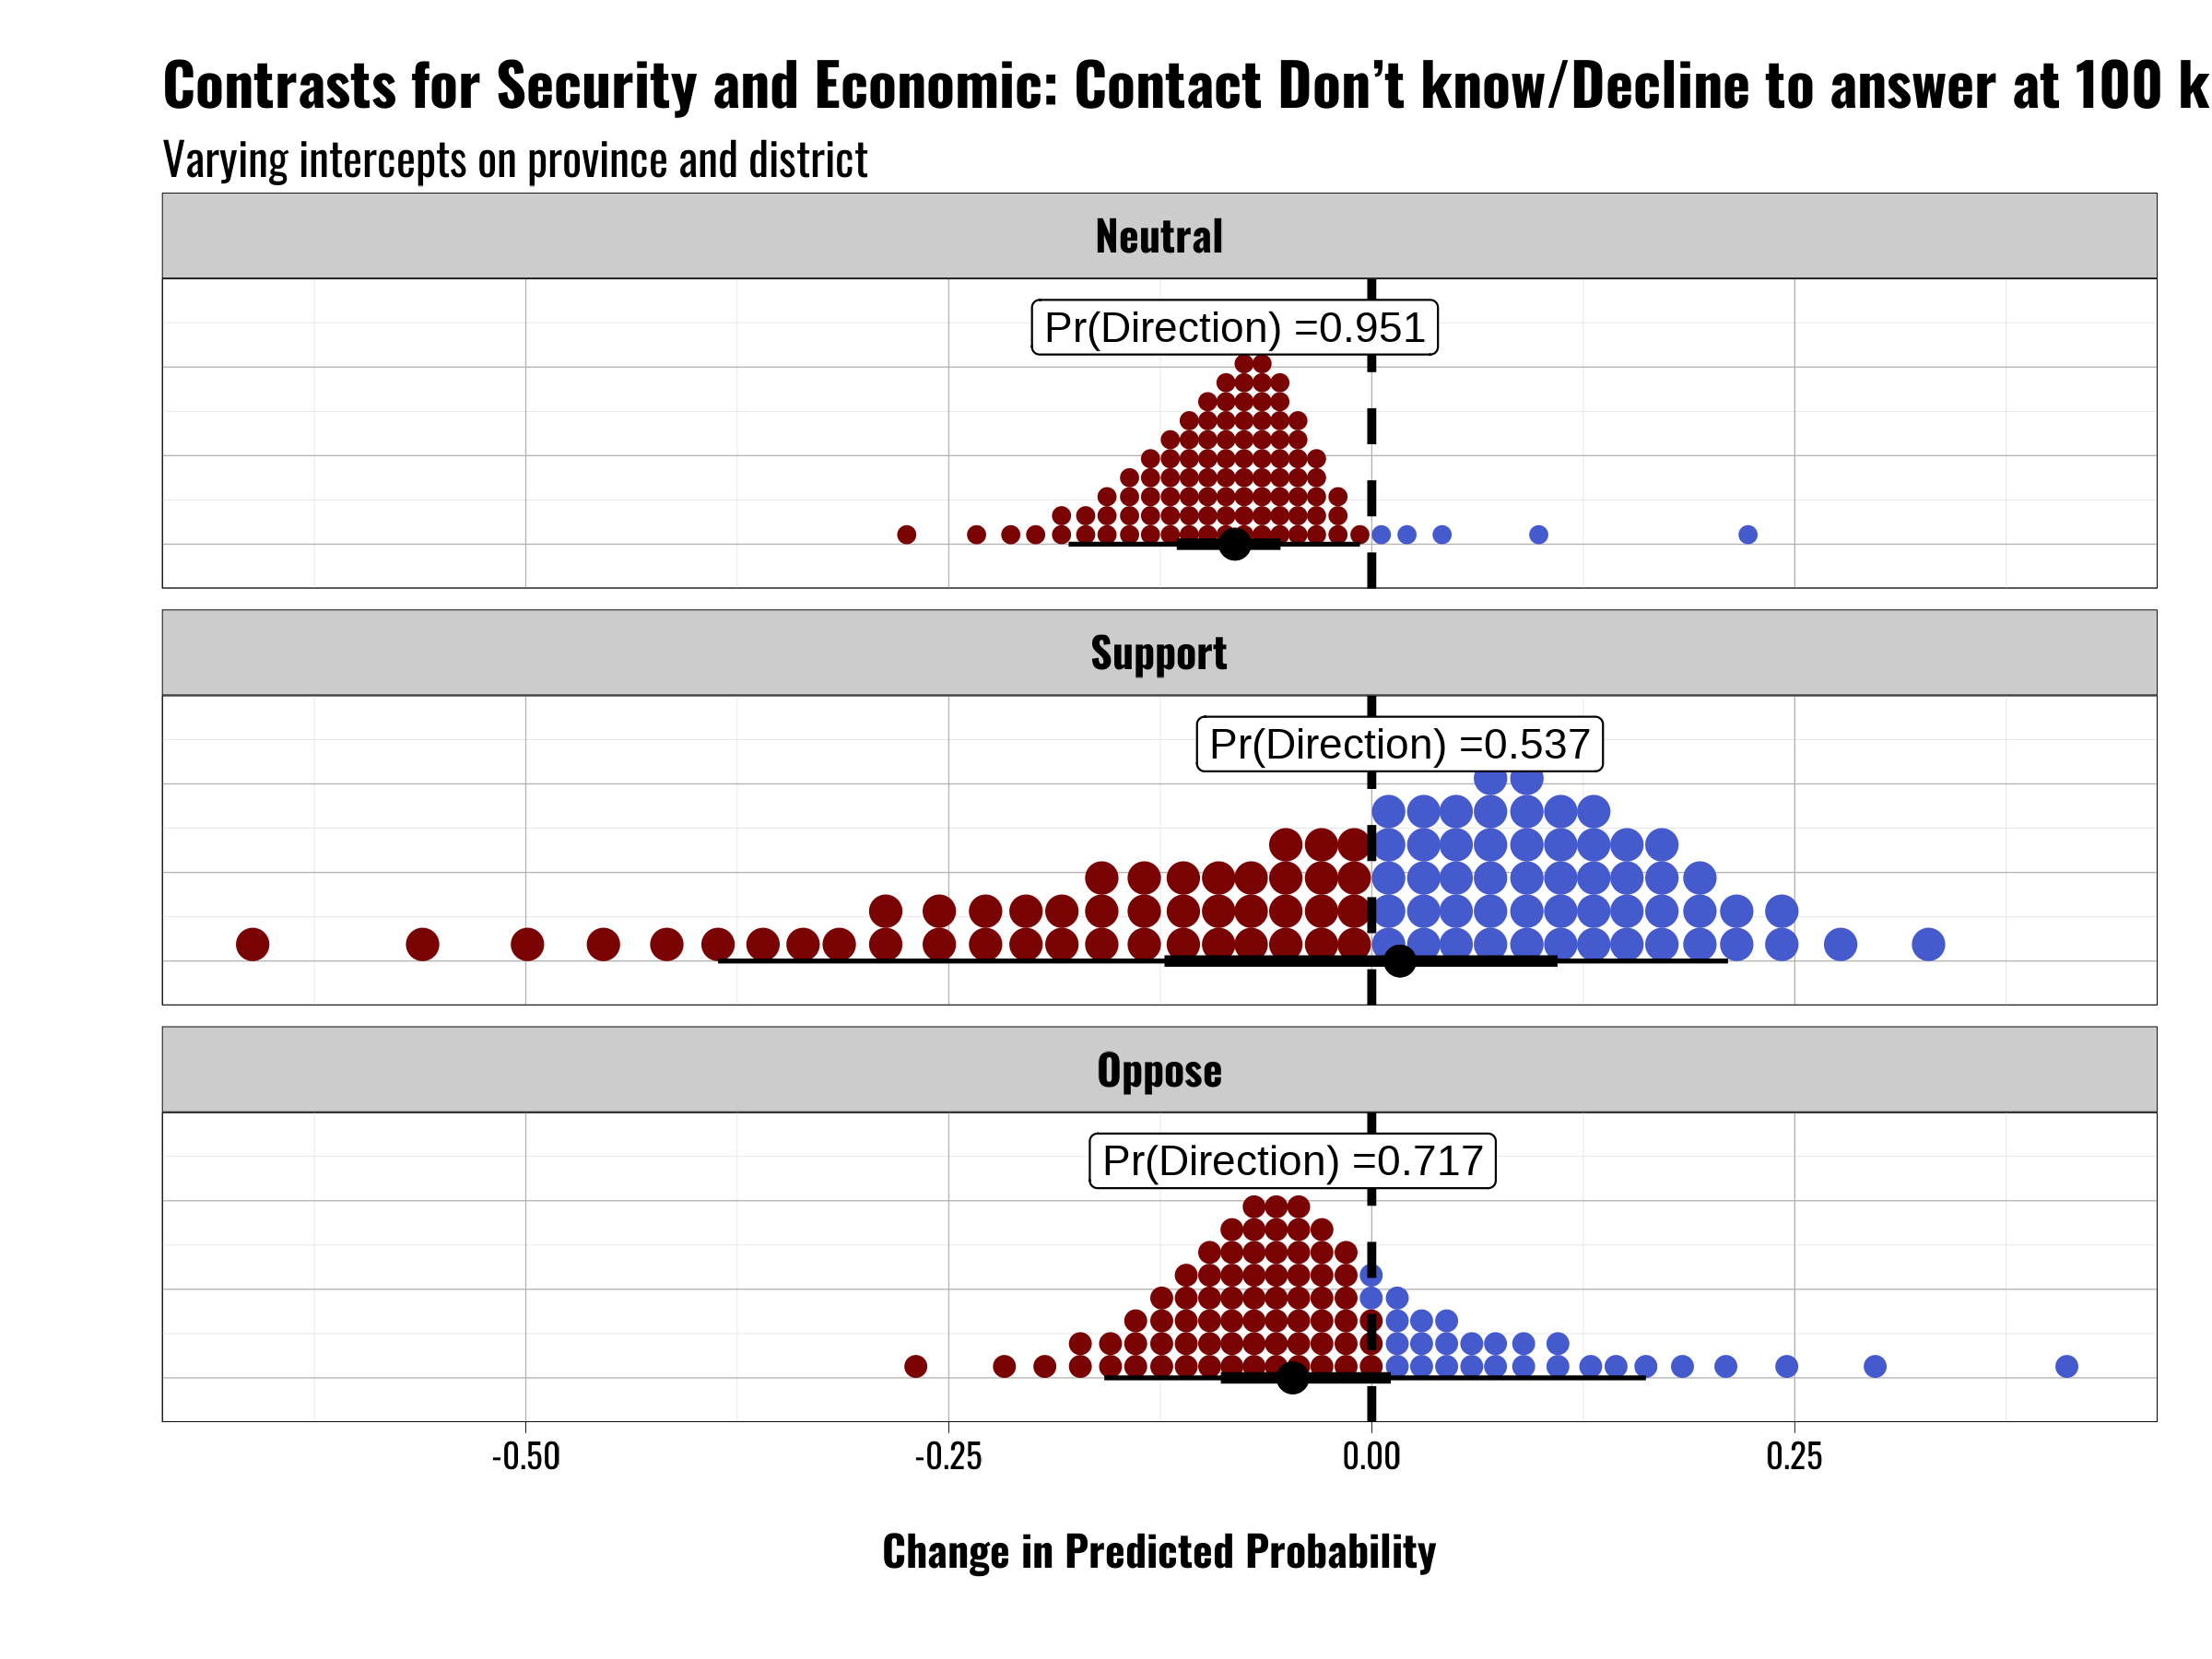 Contrasts for Security and Economic: Contact Don’t know/Decline to answer at 100 k
Varying intercepts on province and district
Neutral
Pr(Direction) =0.951
Support
Pr(Direction) =0.537
Oppose
Pr(Direction) =0.717
-0.50 -0.25 0.00 0.25
Change in Predicted Probability